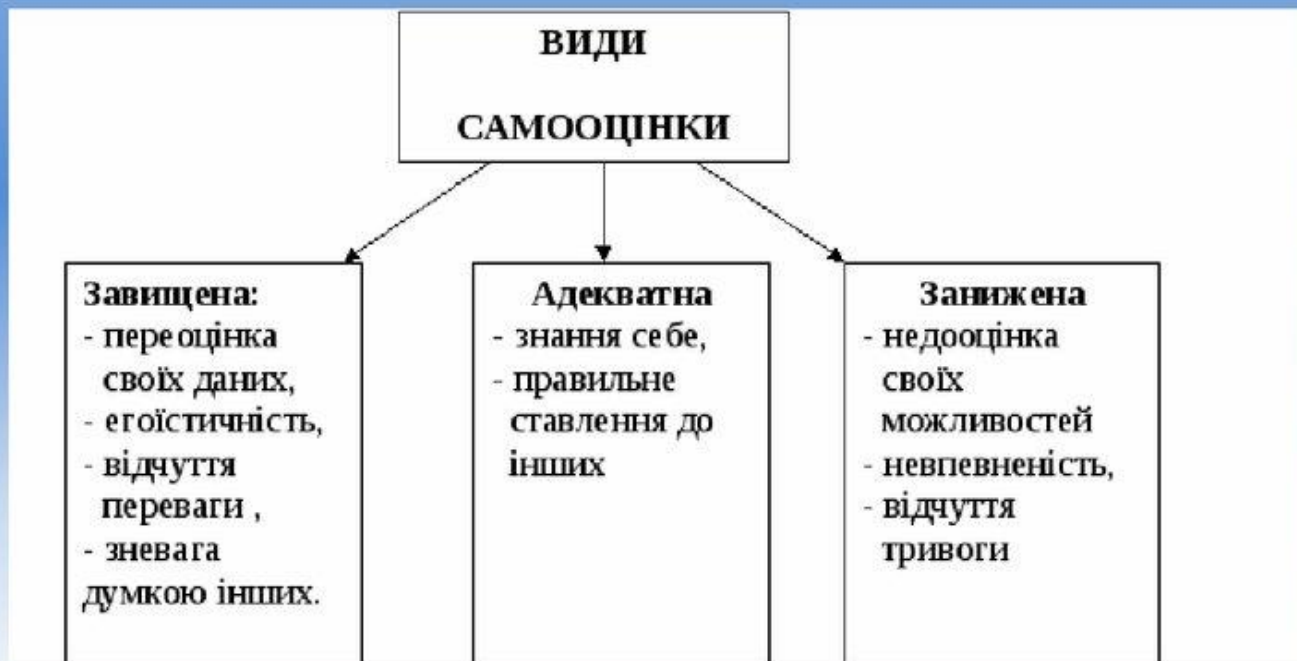 ВИДИ
САМООЦІНКИ
Завищена:
- переоцінка
своїх даних,
- егоїстичність,
- відчуття
переваги ,
- зневага
думкою інших.
Адекватна
- знання себе,
- правильне
ставлення до
інших
Занижена
- недооцінка
своїх
можливостей
- невпевненість,
- відчуття
тривоги